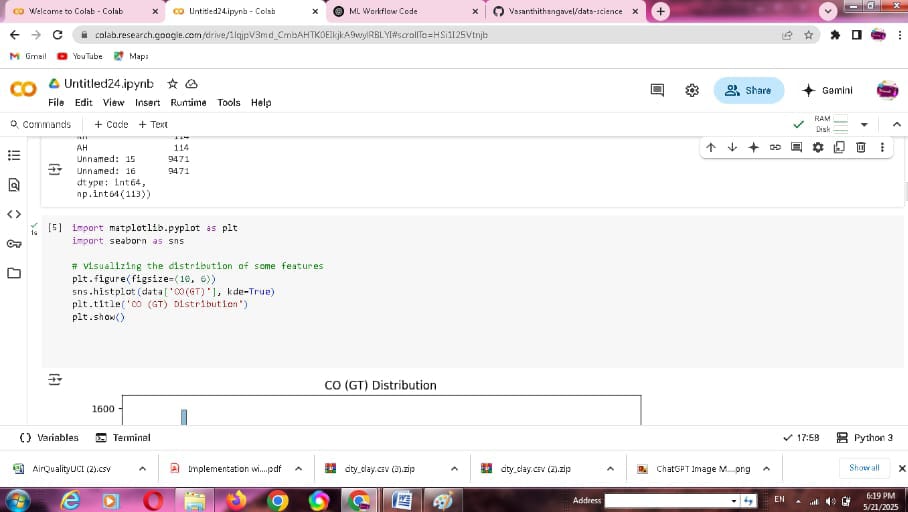 Welcome to Colab - Colab
Untitled24.ipynb - Colab
ML Workflow Code
Vasanthithangavel/data-science
colab.research.google.com/drive/
Gmail
YouTube
Maps
Untitled24.ipynb
File Edit View Insert Runtime Tools Help
Share
Gemini
Commands + Code + Text
RAM
Disk
AH 114
Unnamed: 15 9471
Unnamed: 16 9471
dtype: int64,
np.int64(113))
[5] import matplotlib.pyplot as plt
1s
import seaborn as sns
# Visualizing the distribution of some features
plt.figure(figsize=(10, 6))
sns.histplot(data['CO(GT)'], kde=True)
plt.title('CO (GT) Distribution')
plt.show()
CO (GT) Distribution
1600
Variables Terminal
17:58 Python 3
AirQualityUCI (2).csv
Implementation wi....pdf
city_day.csv (3).zip
city_day.csv (2).zip
ChatGPT Image M....png
Show all
Address
EN
6:19 PM
5/21/2025